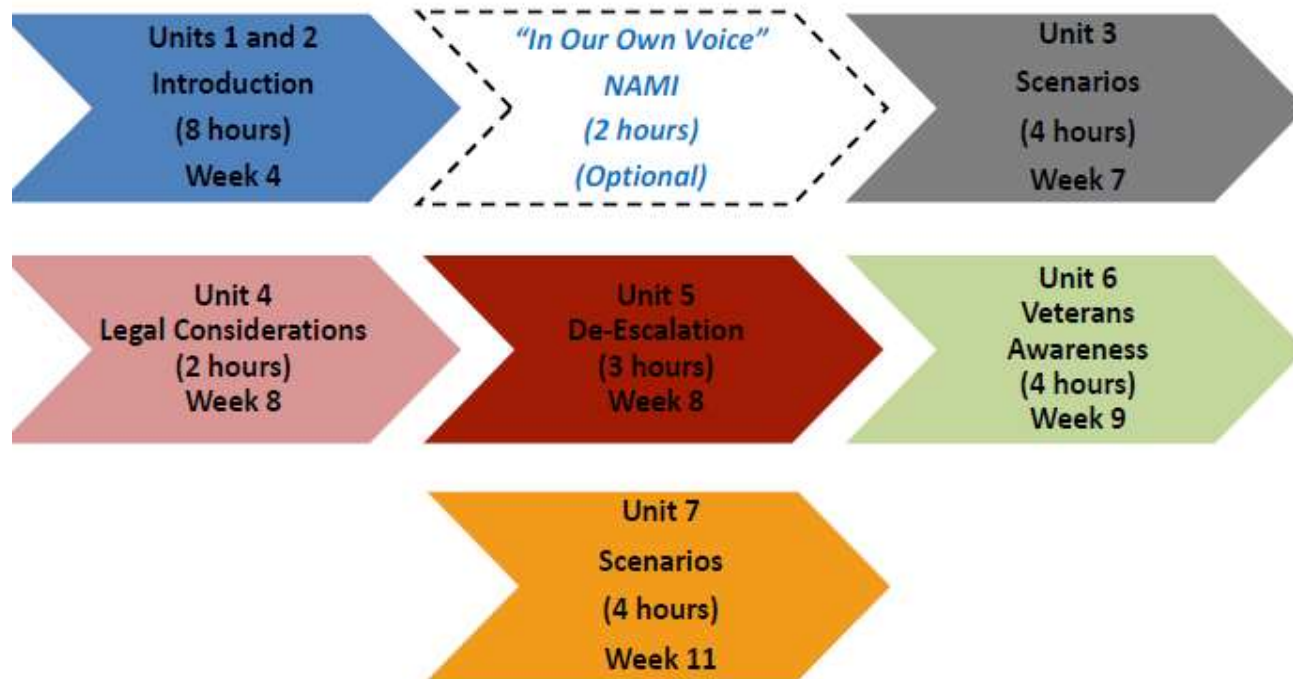 Units 1 and 2
Introduction
(8 hours)
Week 4
“In Our Own Voice”
NAMI
(2 hours)
(Optional)
Unit 3
Scenarios
(4 hours)
Week 7
Unit 4
Legal Considerations
(2 hours)
Week 8
Unit 5
De-Escalation
(3 hours)
Week 8
Unit 6
Veterans
Awareness
(4 hours)
Week 9
Unit 7
Scenarios
(4 hours)
Week 11